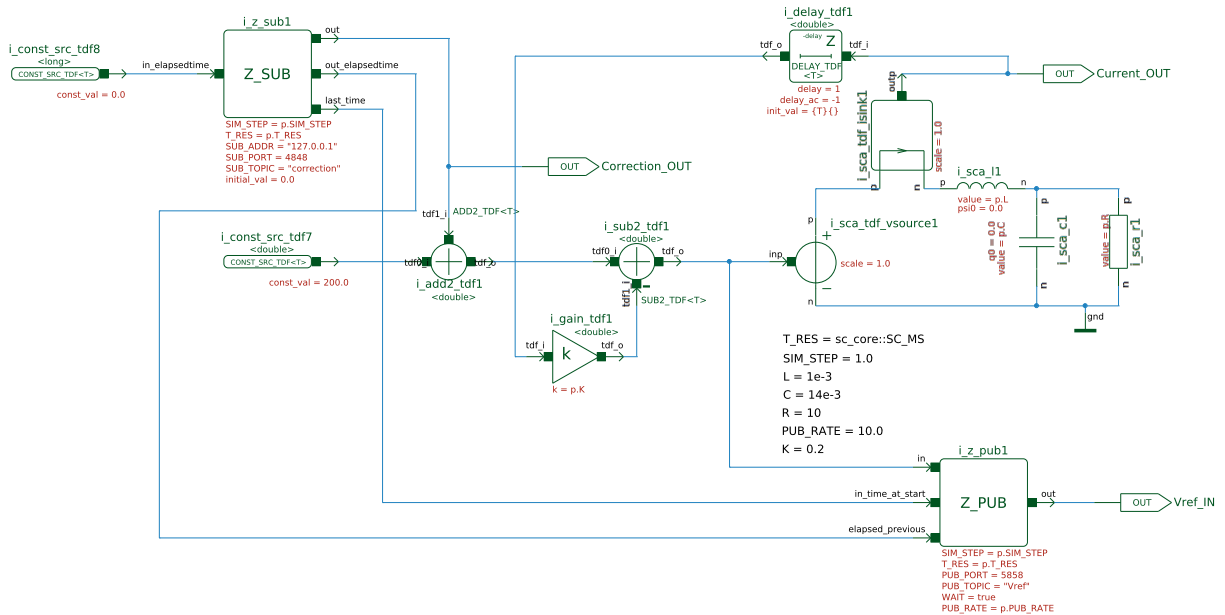 i_z_sub1
out
in_elapsedtime
Z_SUB
out_elapsedtime
last_time
SIM_STEP = p.SIM_STEP
T_RES = p.T_RES
SUB_ADDR = "127.0.0.1"
SUB_PORT = 4848
SUB_TOPIC = "correction"
initial_val = 0.0
i_const_src_tdf8
<long>
CONST_SRC_TDF<T>
const_val = 0.0
i_delay_tdf1
<double>
-delay
Z
tdf_o
tdf_i
DELAY_TDF
<T>
delay = 1
delay_ac = -1
init_val = {T}{}
OUT
Current_OUT
outp
i_sca_tdf_isink1
scale = 1.0
p
n
i_sca_l1
p
n
value = p.L
psi0 = 0.0
OUT
Correction_OUT
tdf1_i
ADD2_TDF<T>
i_const_src_tdf7
<double>
CONST_SRC_TDF<T>
const_val = 200.0
tdf0_i
tdf_o
i_add2_tdf1
<double>
i_sub2_tdf1
<double>
tdf0_i
tdf_o
tdf1_i
SUB2_TDF<T>
p
i_sca_tdf_vsource1
inp
+
−
scale = 1.0
n
p
q0 = 0.0
value = p.C
i_sca_c1
n
p
value = p.R
i_sca_r1
n
gnd
i_gain_tdf1
<double>
tdf_i
k
tdf_o
k = p.K
T_RES = sc_core::SC_MS
SIM_STEP = 1.0
L = 1e-3
C = 14e-3
R = 10
PUB_RATE = 10.0
K = 0.2
i_z_pub1
in
in_time_at_start
Z_PUB
out
OUT
Vref_IN
elapsed_previous
SIM_STEP = p.SIM_STEP
T_RES = p.T_RES
PUB_PORT = 5858
PUB_TOPIC = "Vref"
WAIT = true
PUB_RATE = p.PUB_RATE